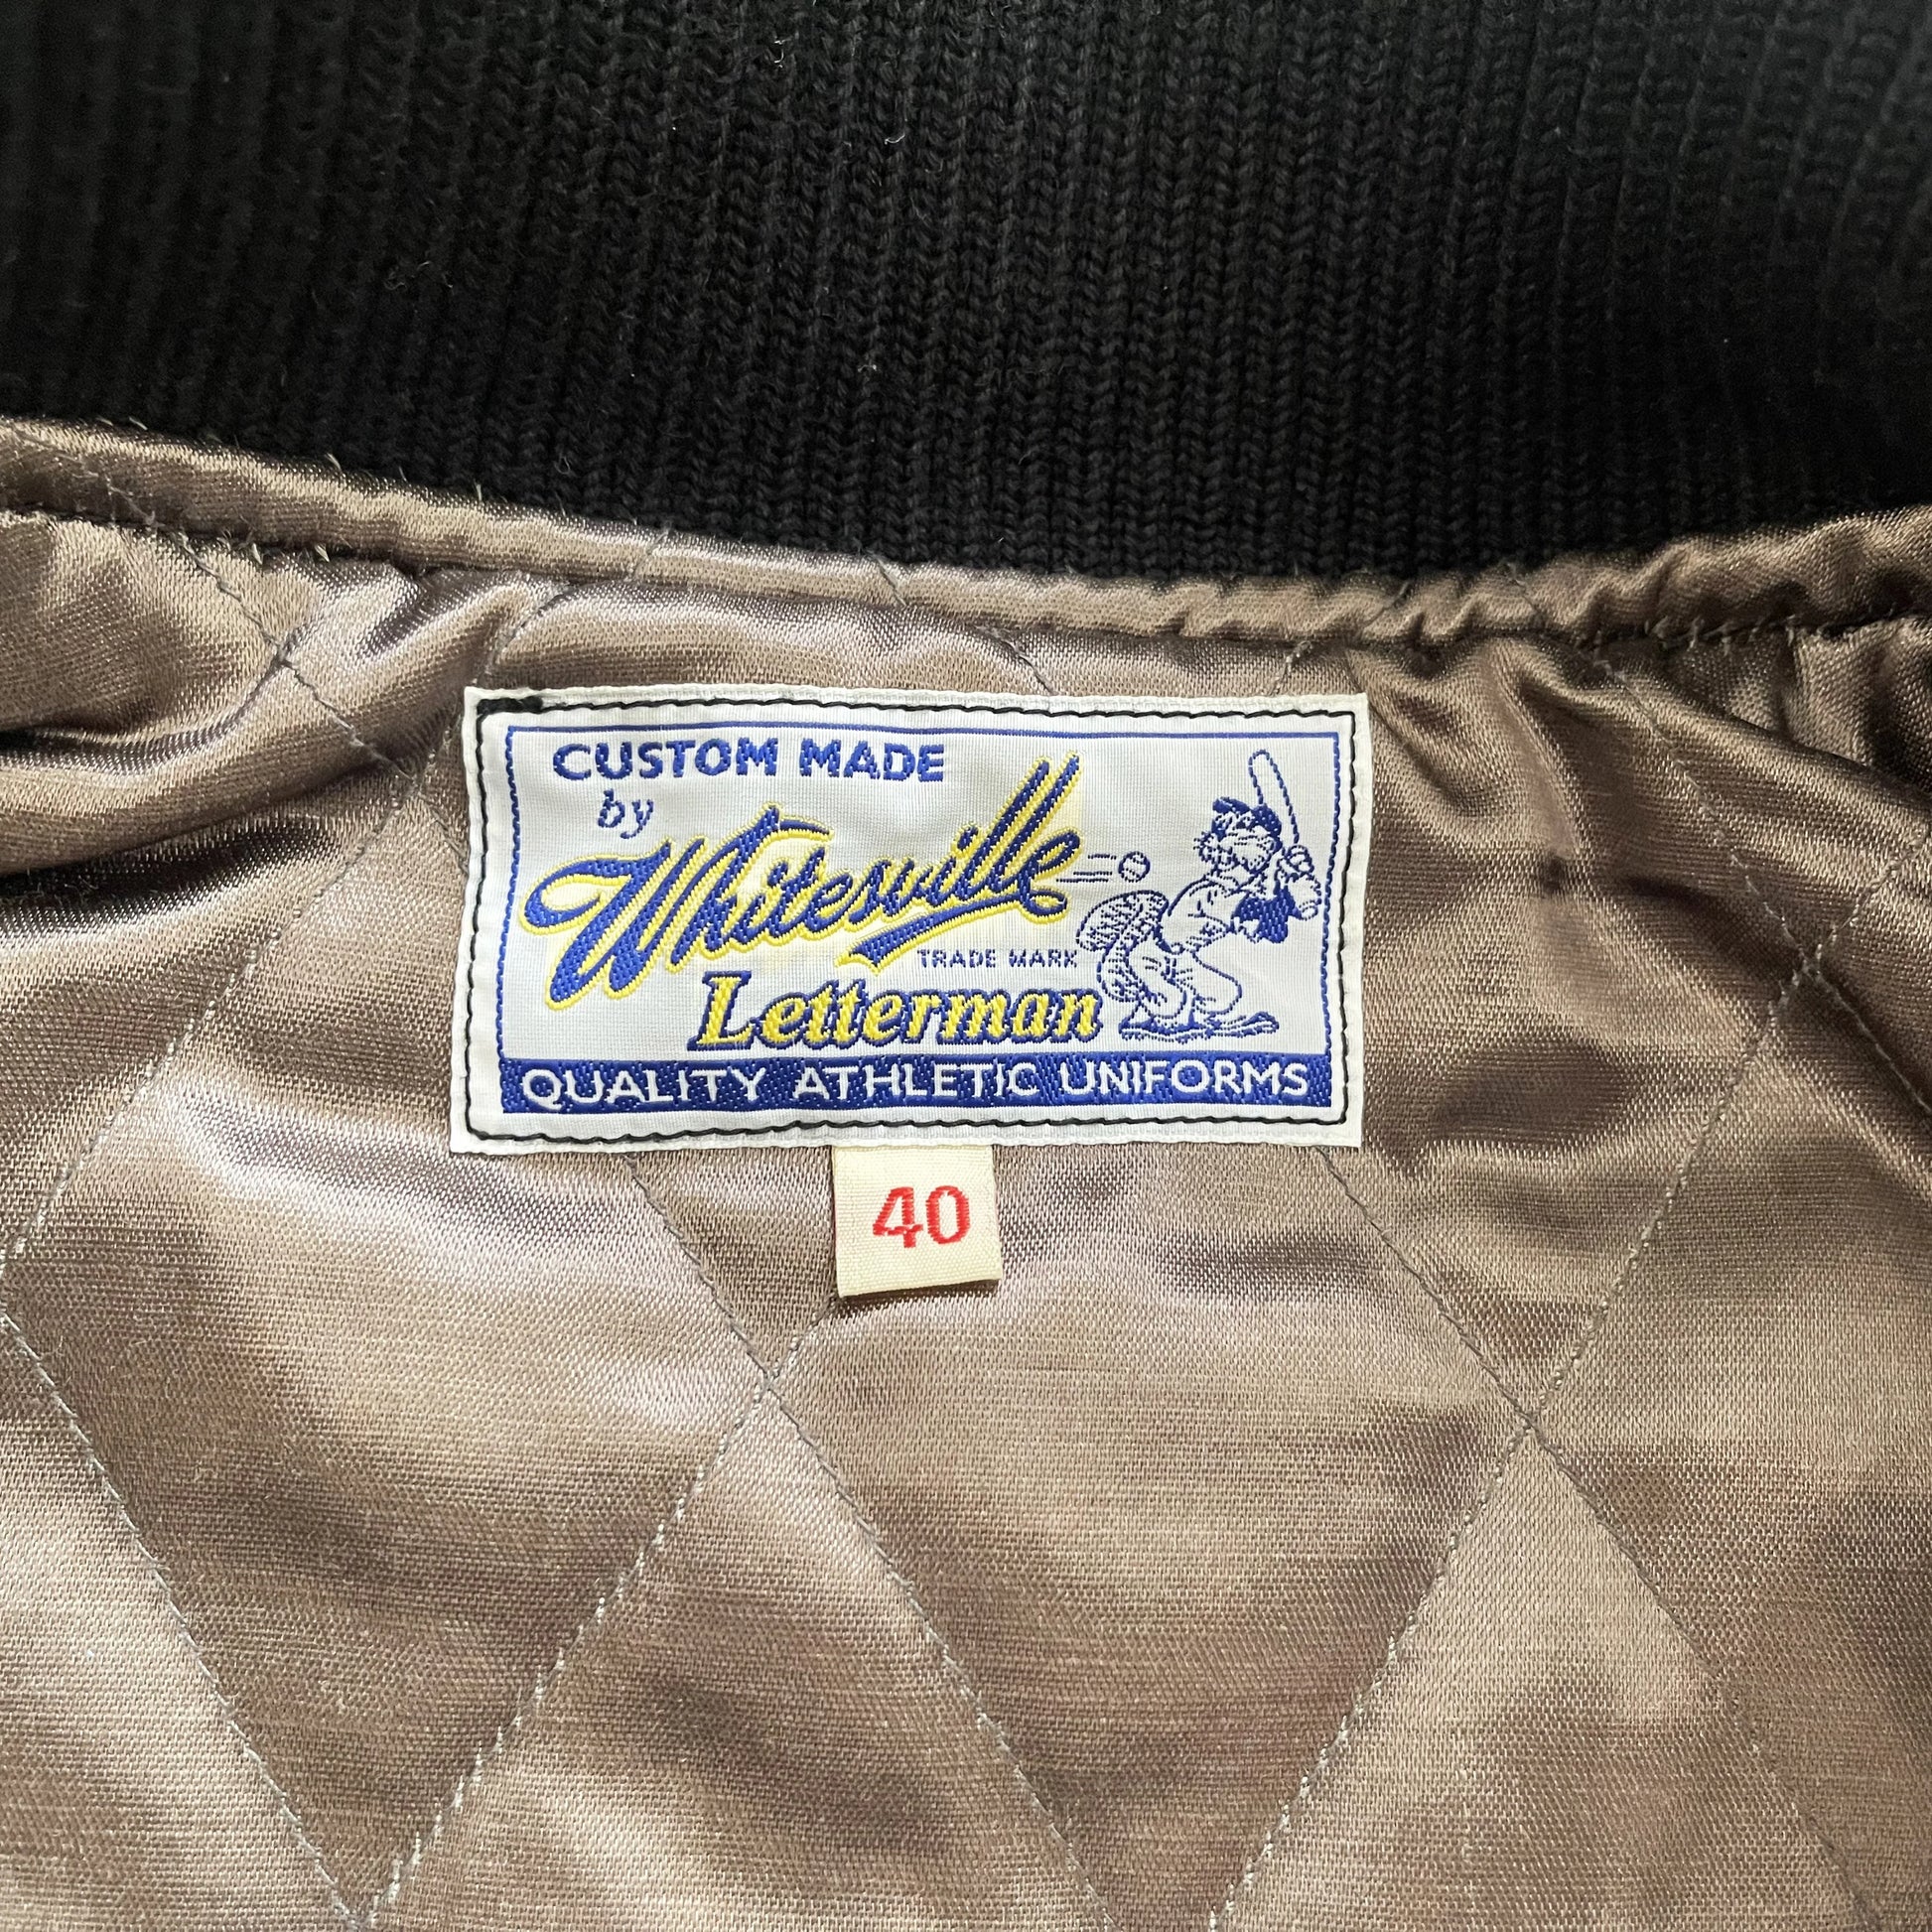 CUSTOM MADE
by
Whitesville
TRADE MARK
Letterman
QUALITY ATHLETIC UNIFORMS
40